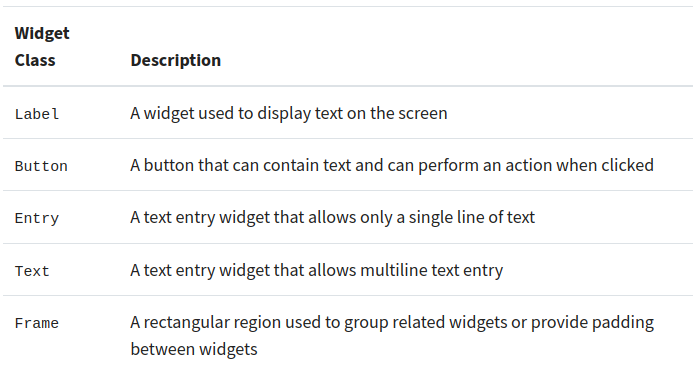 Widget
Class
Description
Label
A widget used to display text on the screen
Button
A button that can contain text and can perform an action when clicked
Entry
A text entry widget that allows only a single line of text
Text
A text entry widget that allows multiline text entry
Frame
A rectangular region used to group related widgets or provide padding
between widgets